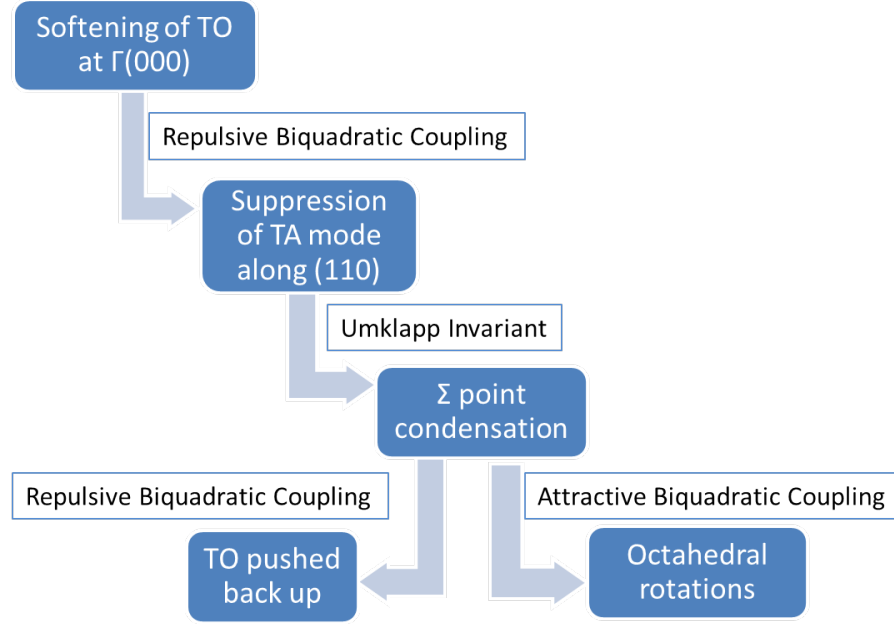 Softening of TO
at Γ(000)
Repulsive Biquadratic Coupling
Suppression
of TA mode
along (110)
Umklapp Invariant
Σ point
condensation
Repulsive Biquadratic Coupling
Attractive Biquadratic Coupling
TO pushed
back up
Octahedral
rotations